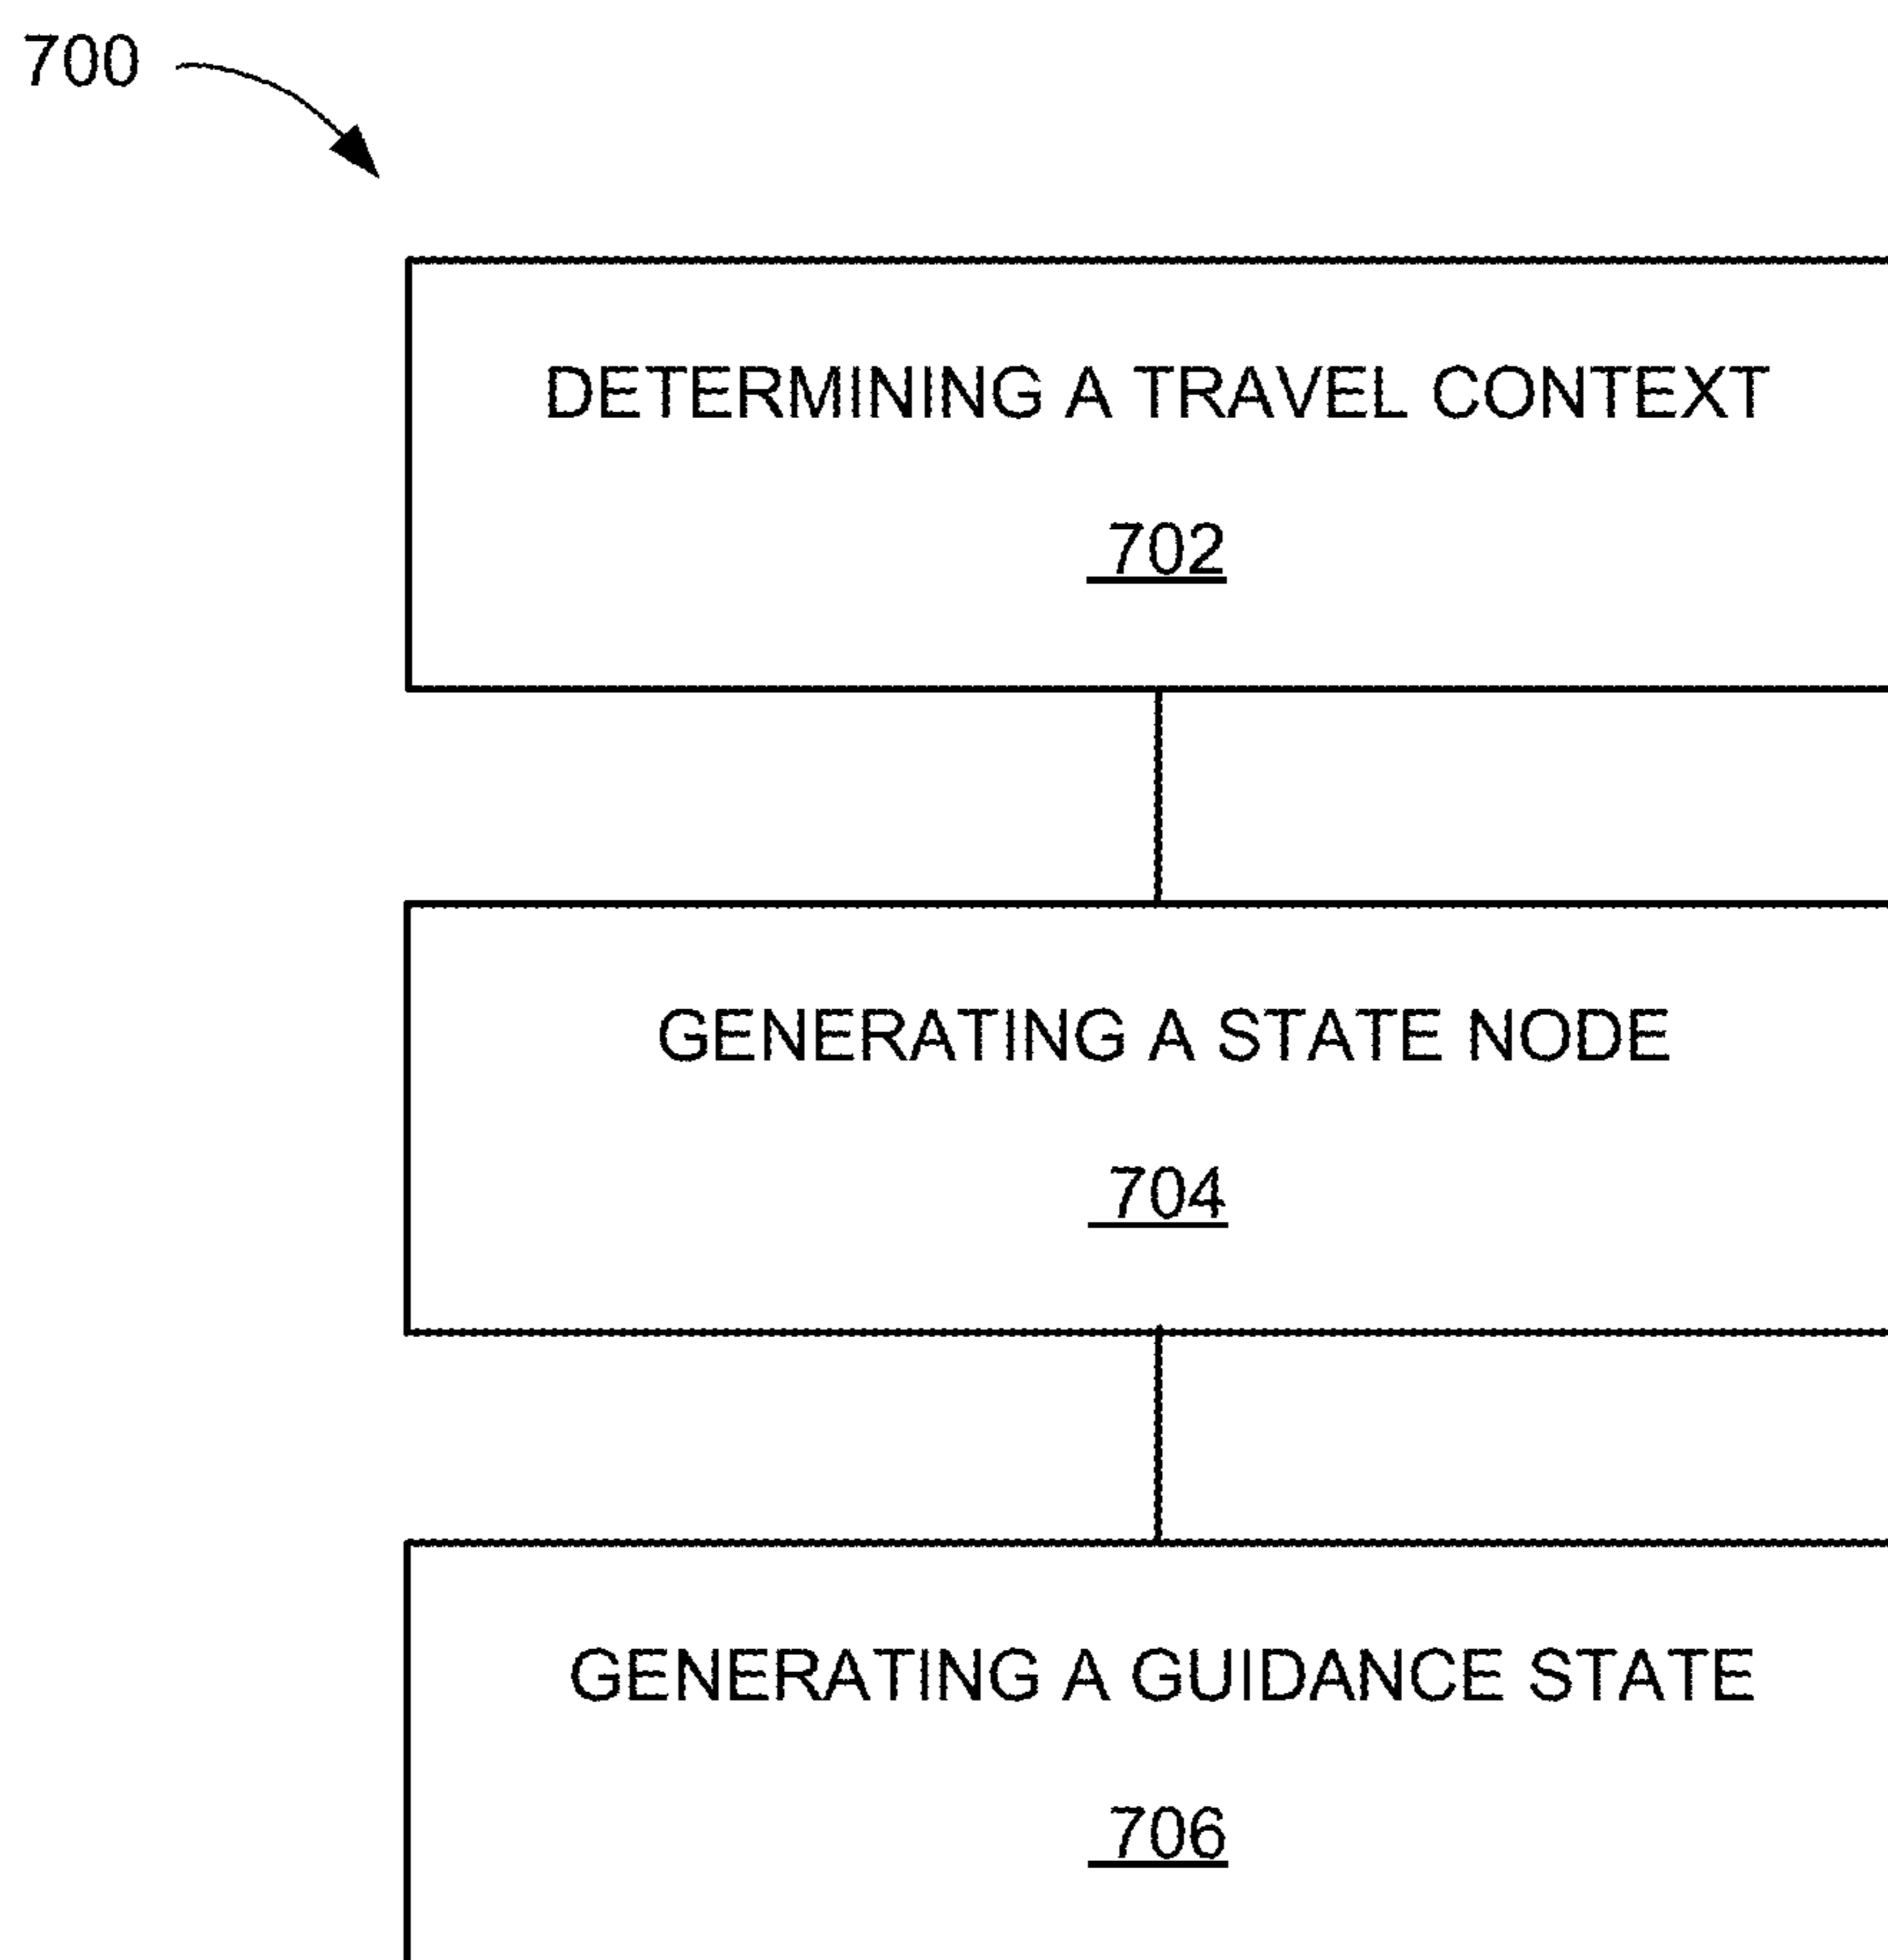 700
DETERMINING A TRAVEL CONTEXT
702
GENERATING A STATE NODE
704
GENERATING A GUIDANCE STATE
706